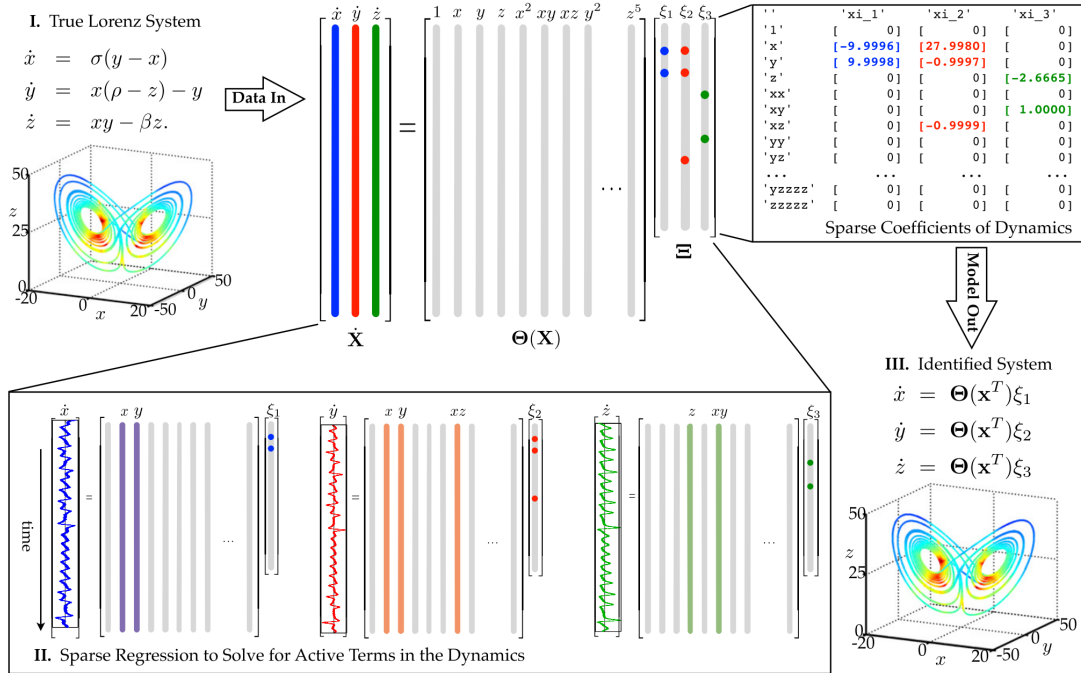 I. True Lorenz System
ẋ = σ(y − x)
ẏ = x(ρ − z) − y
ż = xy − βz.
Data In
z
50
25
0
-20
0
20
x
-50
0
50
y
ẋ ẏ ż
=
1 x y z x² xy xz y² z⁵
...
ξ₁ ξ₂ ξ₃
Ẋ
Θ(X)
Ξ
'' 'xi_1' 'xi_2' 'xi_3'
'1' [ 0] [ 0] [ 0]
'x' [-9.9996] [27.9980] [ 0]
'y' [ 9.9998] [-0.9997] [ 0]
'z' [ 0] [ 0] [-2.6665]
'xx' [ 0] [ 0] [ 0]
'xy' [ 0] [ 0] [ 1.0000]
'xz' [ 0] [-0.9999] [ 0]
'yy' [ 0] [ 0] [ 0]
'yz' [ 0] [ 0] [ 0]
... ... ... ...
'yzzzz' [ 0] [ 0] [ 0]
'zzzzz' [ 0] [ 0] [ 0]
Sparse Coefficients of Dynamics
Model Out
time
ẋ = x y ... ξ₁
ẏ = x y xz ... ξ₂
ż = z xy ... ξ₃
II. Sparse Regression to Solve for Active Terms in the Dynamics
III. Identified System
ẋ = Θ(xᵀ)ξ₁
ẏ = Θ(xᵀ)ξ₂
ż = Θ(xᵀ)ξ₃
50
z
25
0
-20
0
20
x
-50
0
50
y